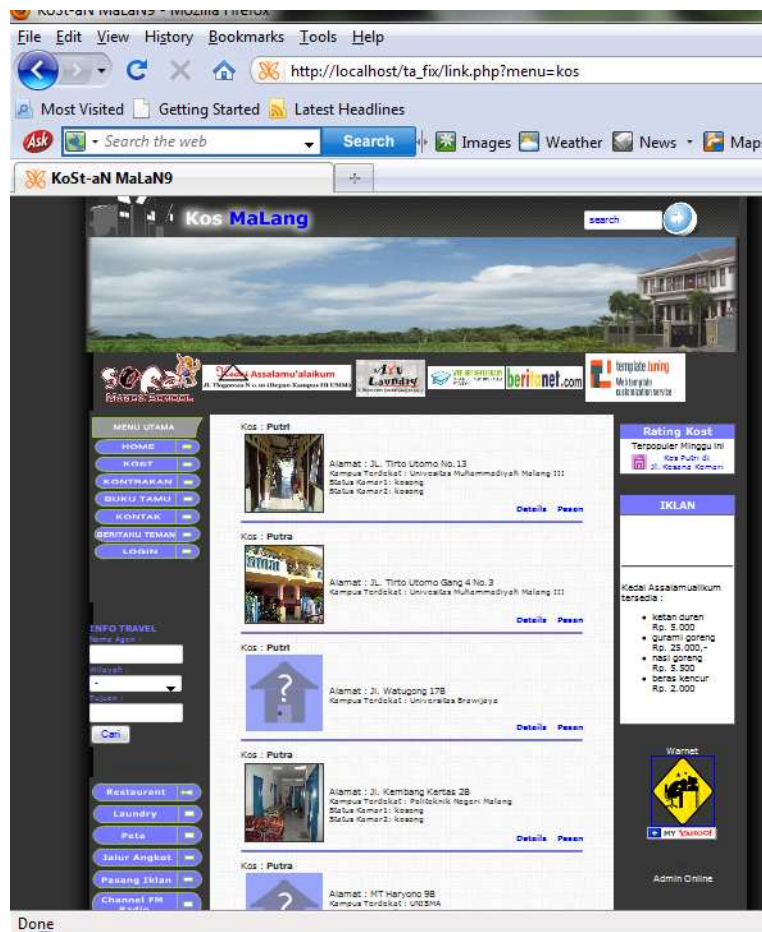 KoSt-aN MaLaN9 - Mozilla Firefox
File Edit View History Bookmarks Tools Help
http://localhost/ta_fix/link.php?menu=kos
Most Visited Getting Started Latest Headlines
Ask Search the web Search Images Weather News Maps
KoSt-aN MaLaN9
Kos MaLang
search
Assalamu'alaikum
Laundry
beritanet.com
template tuning
Web template
customization service
MENU UTAMA
HOME
KOST
KONTRAKAN
BUKU TAMU
KONTAK
BERITAHU TEMAN
LOGIN
INFO TRAVEL
Nama Agen :
Wilayah :
-
Tujuan :
Cari
Restaurant
Laundry
Peta
Jalur Angkot
Pasang Iklan
Channel FM
Radio
Kos : Putri
Alamat : JL. Tirto Utomo No.13
Kampus Terdekat : Universitas Muhammadiyah Malang III
Status Kamar1: kosong
Status Kamar2: kosong
Details Pesan
Kos : Putra
Alamat : JL. Tirto Utomo Gang 4 No.3
Kampus Terdekat : Universitas Muhammadiyah Malang III
Details Pesan
Kos : Putri
?
Alamat : Jl. Watugong 17B
Kampus Terdekat : Universitas Brawijaya
Details Pesan
Kos : Putra
Alamat : Jl. Kembang Kertas 2B
Kampus Terdekat : Politeknik Negeri Malang
Status Kamar1: kosong
Status Kamar2: kosong
Details Pesan
Kos : Putra
?
Alamat : MT Haryono 9B
Kampus Terdekat : UNISMA
Rating Kost
Terpopuler Minggu Ini
Kos Putri di
IKLAN
Kedai Assalamualikum
tersedia :
ketan duren
Rp. 5.000
gurami goreng
Rp. 25.000,-
nasi goreng
Rp. 5.500
beras kencur
Rp. 2.000
Warnet
+ MY YAHOO!
Admin Online
Done